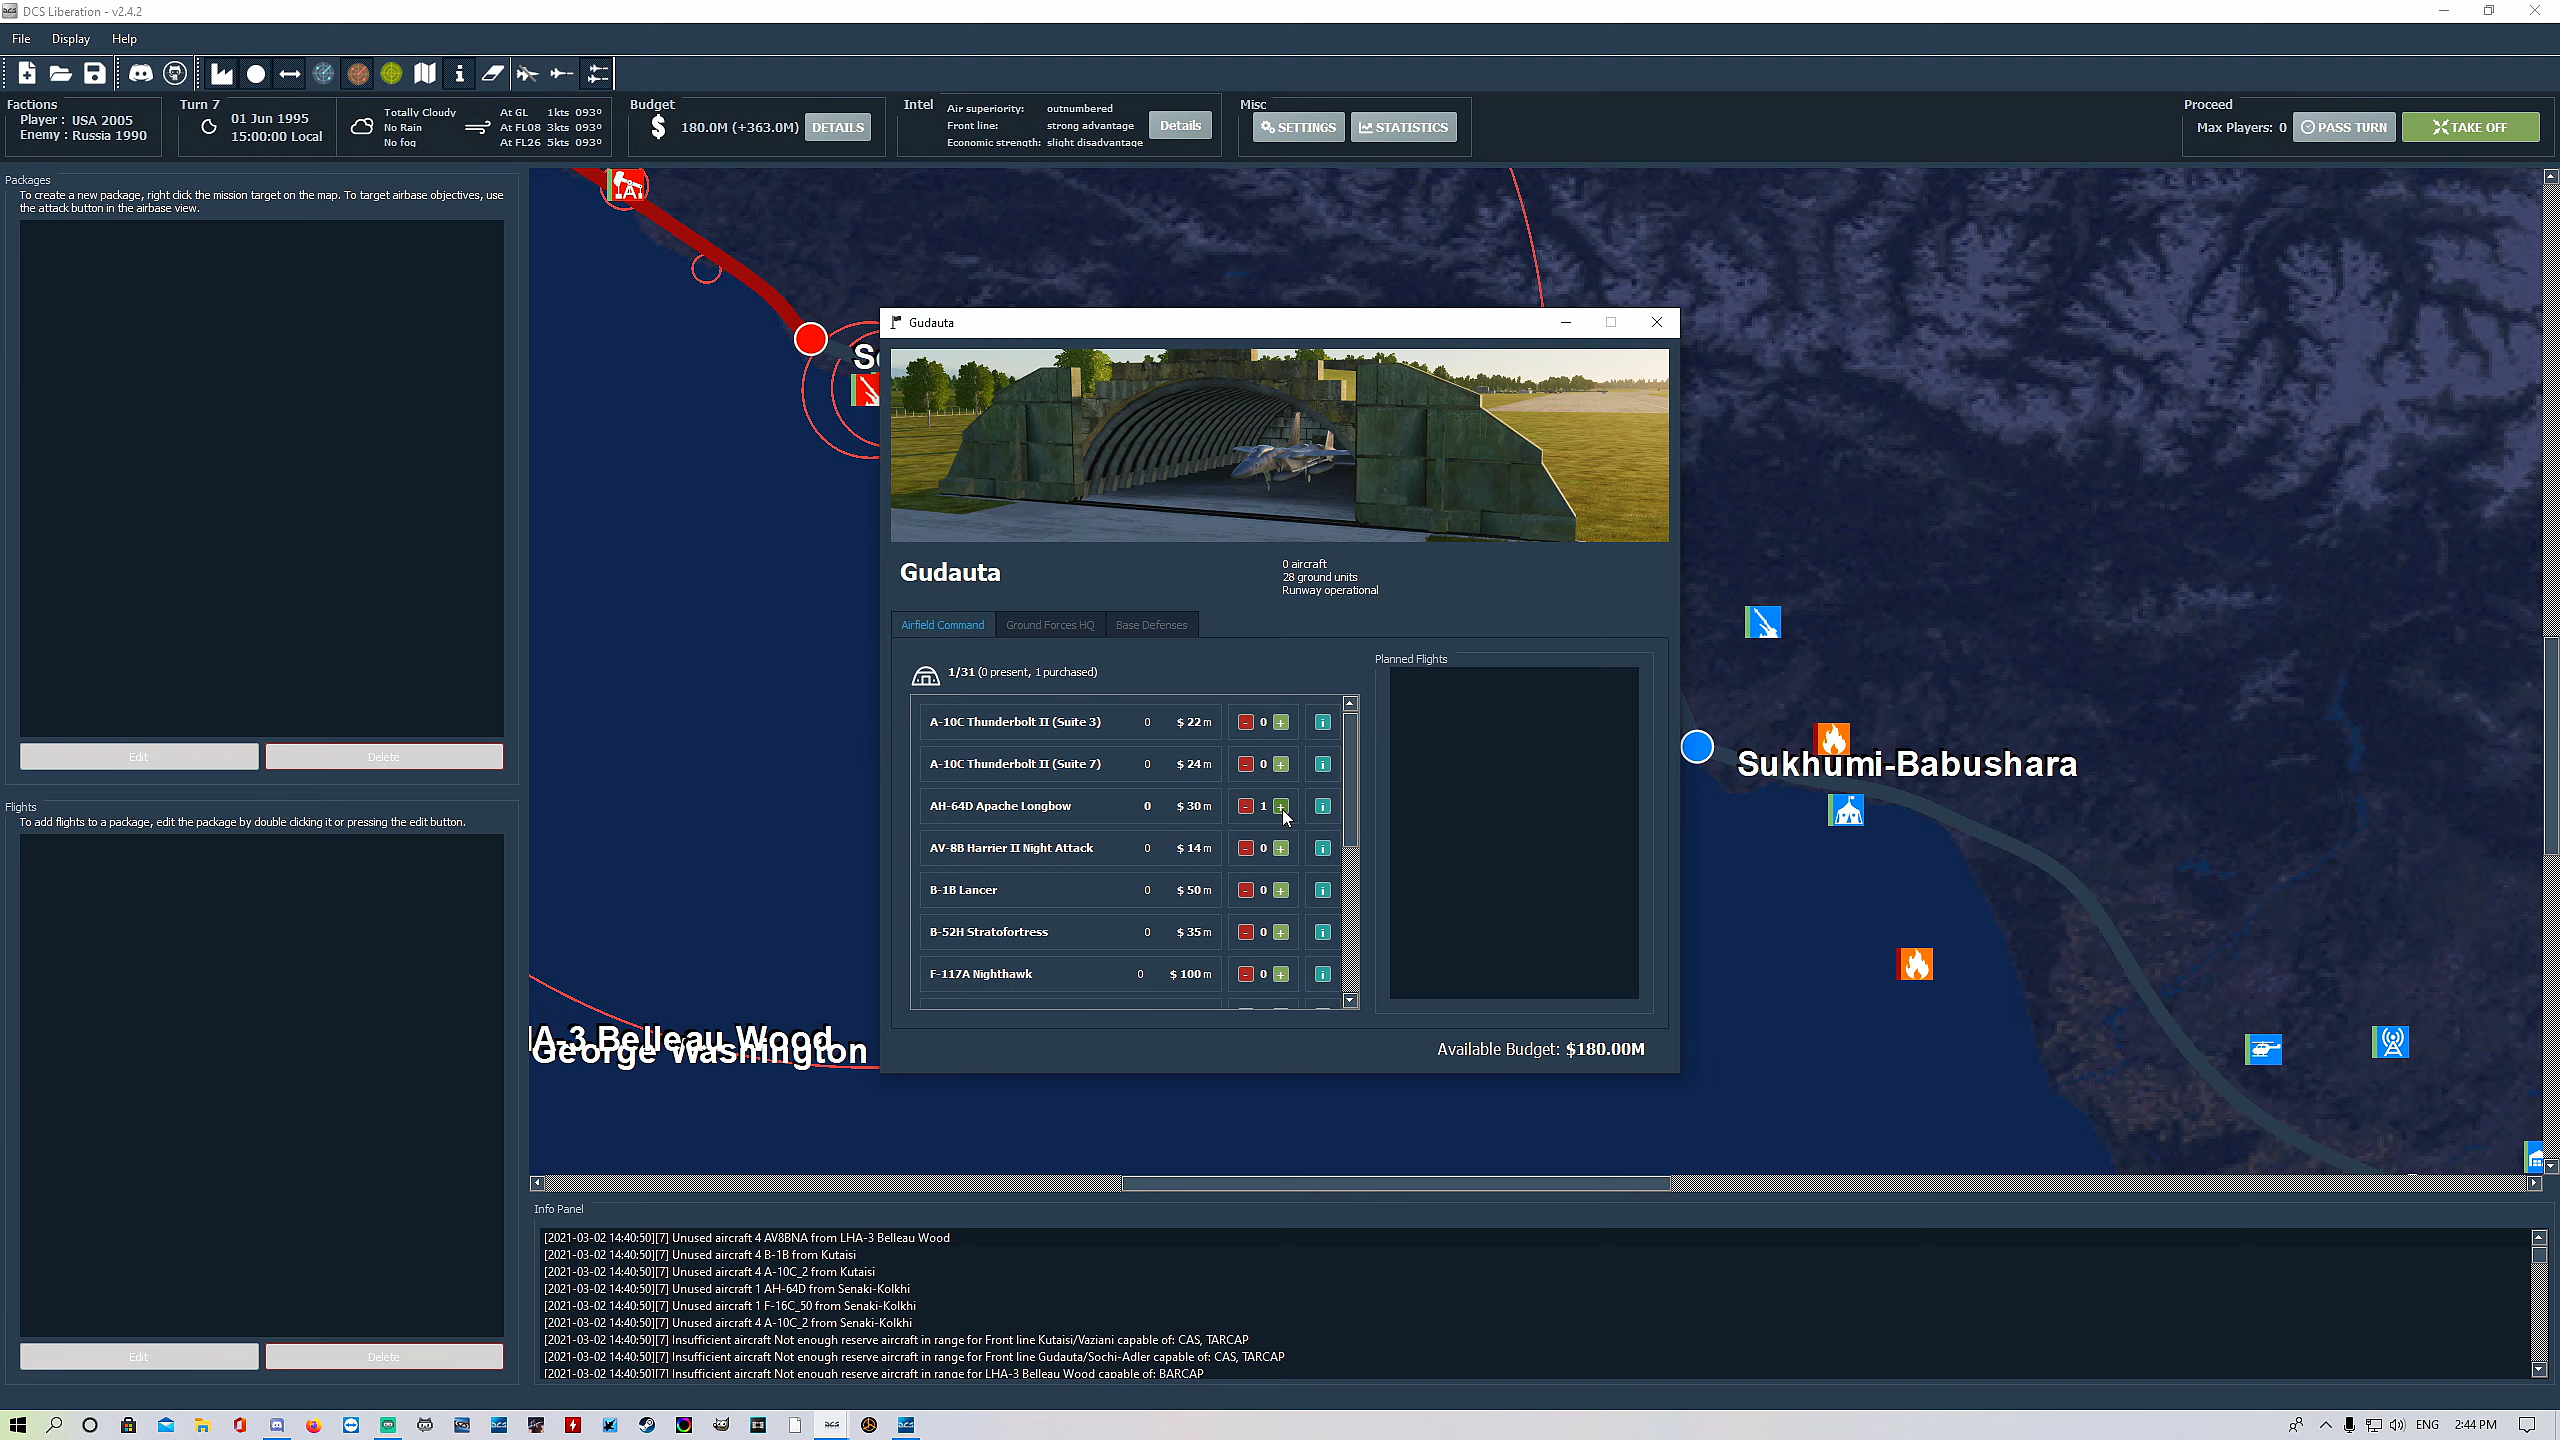 DCS Liberation - v2.4.2
File Display Help
Factions
Player : USA 2005
Enemy : Russia 1990
Turn 7
01 Jun 1995
15:00:00 Local
Totally Cloudy
No Rain
No fog
At GL 1kts 093º
At FL08 3kts 093º
At FL26 5kts 093º
Budget
$ 180.0M (+363.0M) DETAILS
Intel
Air superiority: outnumbered
Front line: strong advantage
Economic strength: slight disadvantage
Details
Misc
SETTINGS STATISTICS
Proceed
Max Players: 0 PASS TURN TAKE OFF
Packages
To create a new package, right click the mission target on the map. To target airbase objectives, use
the attack button in the airbase view.
Edit Delete
Flights
To add flights to a package, edit the package by double clicking it or pressing the edit button.
Edit Delete
Sukhumi-Babushara
A-3 Belleau Wood
George Washington
Gudauta
Gudauta
0 aircraft
28 ground units
Runway operational
Airfield Command Ground Forces HQ Base Defenses
1/31 (0 present, 1 purchased)
A-10C Thunderbolt II (Suite 3) 0 $ 22 m - 0 + i
A-10C Thunderbolt II (Suite 7) 0 $ 24 m - 0 + i
AH-64D Apache Longbow 0 $ 30 m - 1 + i
AV-8B Harrier II Night Attack 0 $ 14 m - 0 + i
B-1B Lancer 0 $ 50 m - 0 + i
B-52H Stratofortress 0 $ 35 m - 0 + i
F-117A Nighthawk 0 $ 100 m - 0 + i
Planned Flights
Available Budget: $180.00M
Info Panel
[2021-03-02 14:40:50][7] Unused aircraft 4 AV8BNA from LHA-3 Belleau Wood
[2021-03-02 14:40:50][7] Unused aircraft 4 B-1B from Kutaisi
[2021-03-02 14:40:50][7] Unused aircraft 4 A-10C_2 from Kutaisi
[2021-03-02 14:40:50][7] Unused aircraft 1 AH-64D from Senaki-Kolkhi
[2021-03-02 14:40:50][7] Unused aircraft 1 F-16C_50 from Senaki-Kolkhi
[2021-03-02 14:40:50][7] Unused aircraft 4 A-10C_2 from Senaki-Kolkhi
[2021-03-02 14:40:50][7] Insufficient aircraft Not enough reserve aircraft in range for Front line Kutaisi/Vaziani capable of: CAS, TARCAP
[2021-03-02 14:40:50][7] Insufficient aircraft Not enough reserve aircraft in range for Front line Gudauta/Sochi-Adler capable of: CAS, TARCAP
[2021-03-02 14:40:50][7] Insufficient aircraft Not enough reserve aircraft in range for LHA-3 Belleau Wood capable of: BARCAP
ENG 2:44 PM